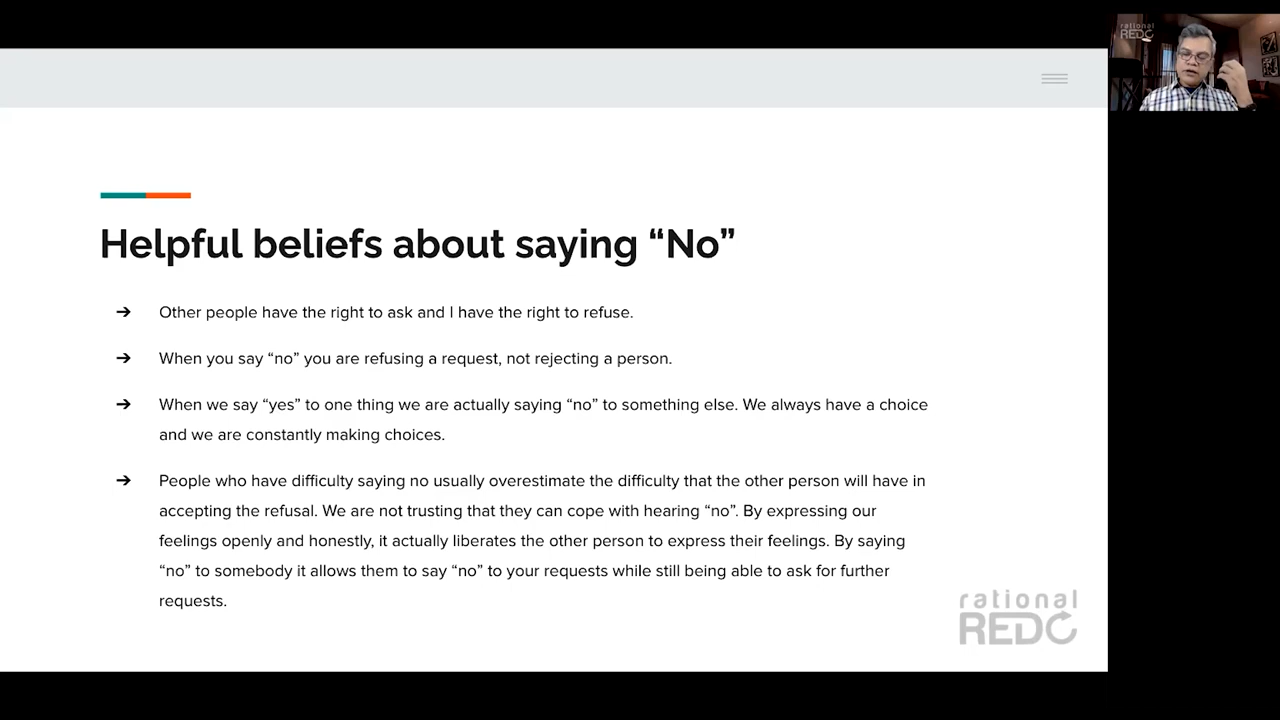 rational
REDO
Helpful beliefs about saying “No”
➔ Other people have the right to ask and I have the right to refuse.
➔ When you say “no” you are refusing a request, not rejecting a person.
➔ When we say “yes” to one thing we are actually saying “no” to something else. We always have a choice
and we are constantly making choices.
➔ People who have difficulty saying no usually overestimate the difficulty that the other person will have in
accepting the refusal. We are not trusting that they can cope with hearing “no”. By expressing our
feelings openly and honestly, it actually liberates the other person to express their feelings. By saying
“no” to somebody it allows them to say “no” to your requests while still being able to ask for further
requests.
rational
REDO